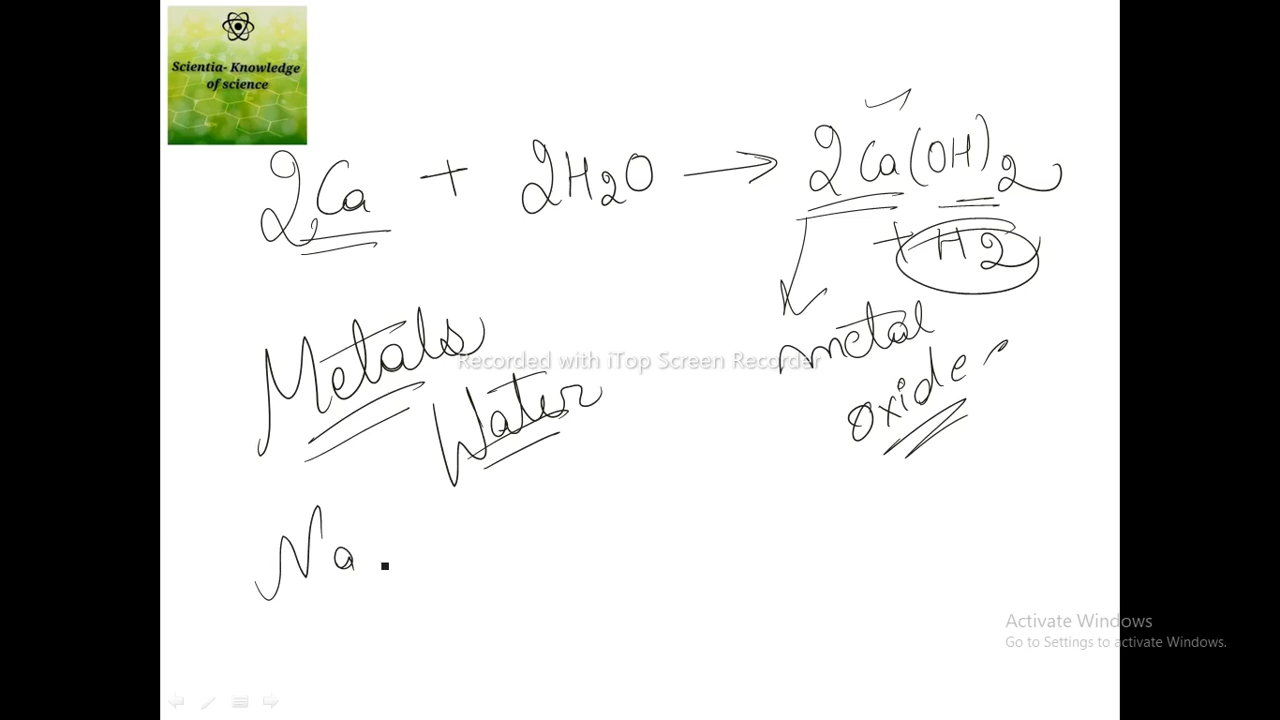 Scientia- Knowledge
of science
2Ca + 2H2O → 2Ca(OH)2
+ H2
Metals
Water
metal
oxide
Recorded with iTop Screen Recorder
Na
Activate Windows
Go to Settings to activate Windows.